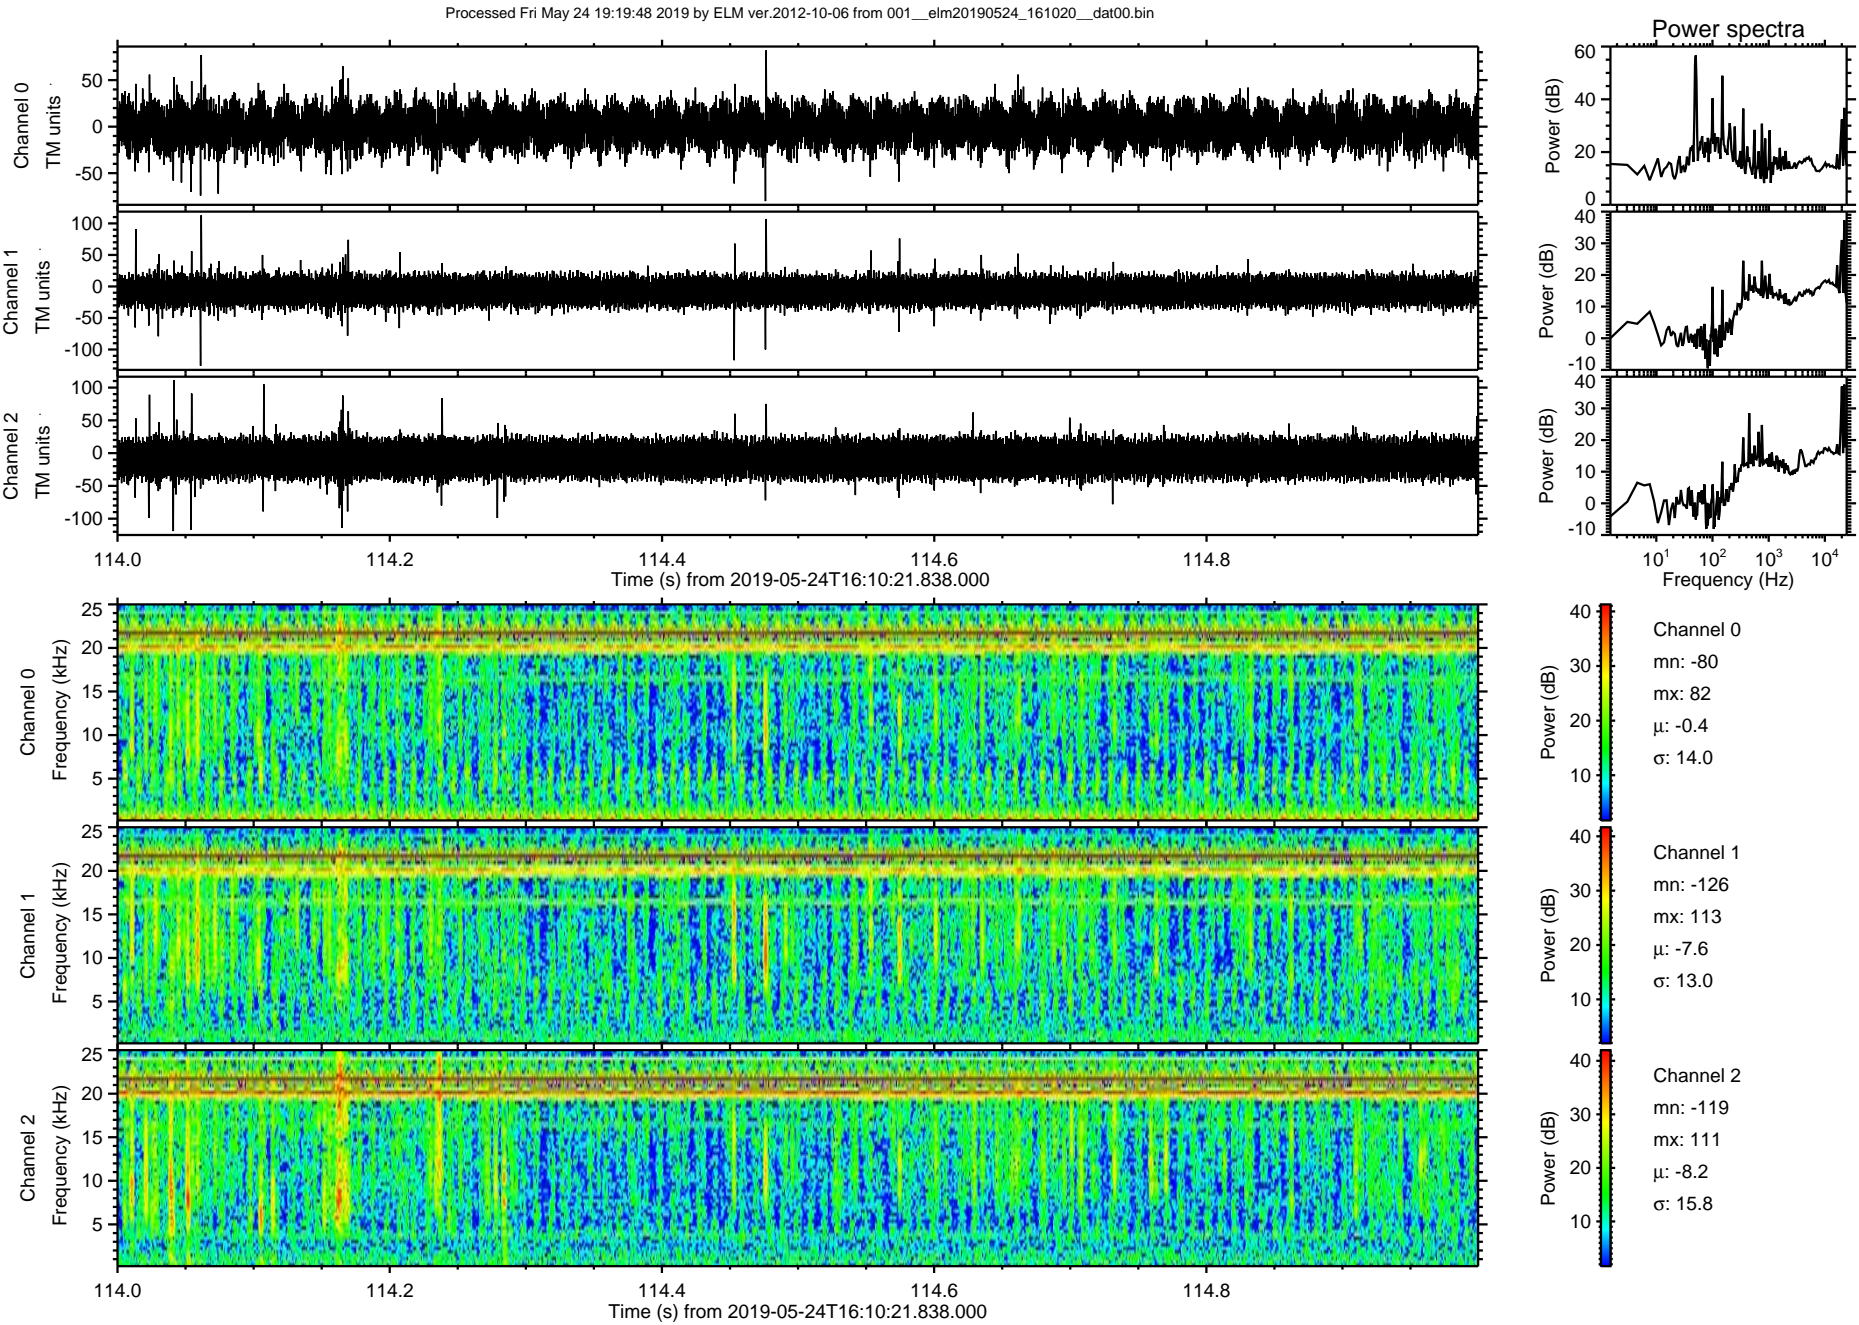 Processed Fri May 24 19:19:48 2019 by ELM ver.2012-10-06 from 001__elm20190524_161020__dat00.bin
Power spectra
Channel 0
TM units
50
0
-50
Power (dB)
60
40
20
0
Channel 1
TM units
100
50
0
-50
-100
Power (dB)
40
30
20
10
0
-10
Channel 2
TM units
100
50
0
-50
-100
Power (dB)
40
30
20
10
0
-10
114.0 114.2 114.4 114.6 114.8
Time (s) from 2019-05-24T16:10:21.838.000
10¹ 10² 10³ 10⁴
Frequency (Hz)
Channel 0
Frequency (kHz)
25
20
15
10
5
Power (dB)
40
30
20
10
Channel 0
mn: -80
mx: 82
μ: -0.4
σ: 14.0
Channel 1
Frequency (kHz)
25
20
15
10
5
Power (dB)
40
30
20
10
Channel 1
mn: -126
mx: 113
μ: -7.6
σ: 13.0
Channel 2
Frequency (kHz)
25
20
15
10
5
Power (dB)
40
30
20
10
Channel 2
mn: -119
mx: 111
μ: -8.2
σ: 15.8
114.0 114.2 114.4 114.6 114.8
Time (s) from 2019-05-24T16:10:21.838.000